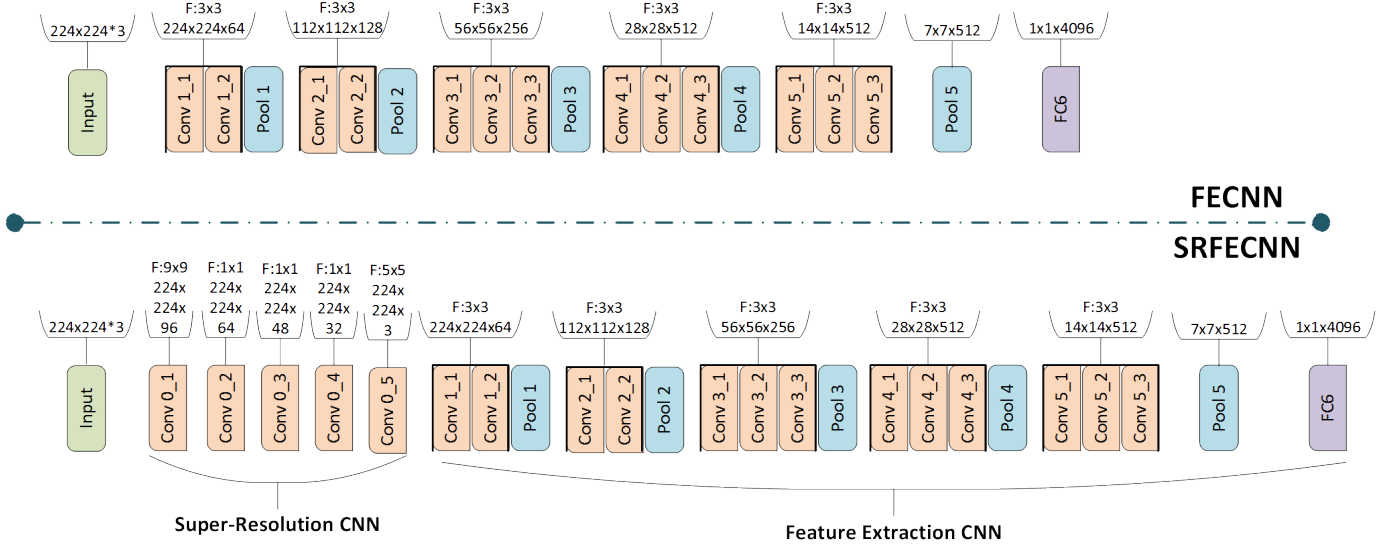 224x224*3
F:3x3
224x224x64
F:3x3
112x112x128
F:3x3
56x56x256
F:3x3
28x28x512
F:3x3
14x14x512
7x7x512
1x1x4096
Input
Conv 1_1
Conv 1_2
Pool 1
Conv 2_1
Conv 2_2
Pool 2
Conv 3_1
Conv 3_2
Conv 3_3
Pool 3
Conv 4_1
Conv 4_2
Conv 4_3
Pool 4
Conv 5_1
Conv 5_2
Conv 5_3
Pool 5
FC6
FECNN
SRFECNN
224x224*3
F:9x9
224x
224x
96
F:1x1
224x
224x
64
F:1x1
224x
224x
48
F:1x1
224x
224x
32
F:5x5
224x
224x
3
F:3x3
224x224x64
F:3x3
112x112x128
F:3x3
56x56x256
F:3x3
28x28x512
F:3x3
14x14x512
7x7x512
1x1x4096
Input
Conv 0_1
Conv 0_2
Conv 0_3
Conv 0_4
Conv 0_5
Conv 1_1
Conv 1_2
Pool 1
Conv 2_1
Conv 2_2
Pool 2
Conv 3_1
Conv 3_2
Conv 3_3
Pool 3
Conv 4_1
Conv 4_2
Conv 4_3
Pool 4
Conv 5_1
Conv 5_2
Conv 5_3
Pool 5
FC6
Super-Resolution CNN
Feature Extraction CNN